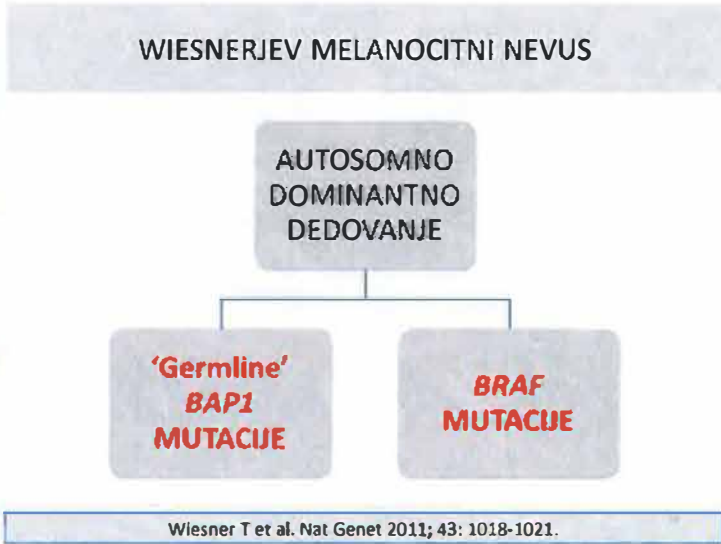 WIESNERJEV MELANOCITNI NEVUS
AUTOSOMNO
DOMINANTNO
DEDOVANJE
‘Germline’
BAP1
MUTACIJE
BRAF
MUTACIJE
Wiesner T et al. Nat Genet 2011; 43: 1018-1021.